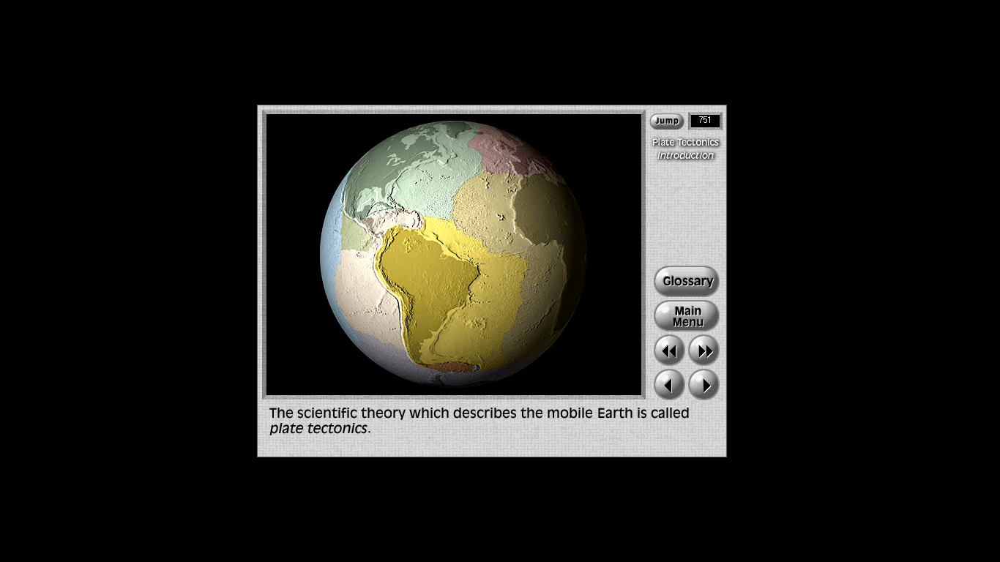 Jump
751
Plate Tectonics
Introduction
Glossary
Main
Menu
The scientific theory which describes the mobile Earth is called
plate tectonics.